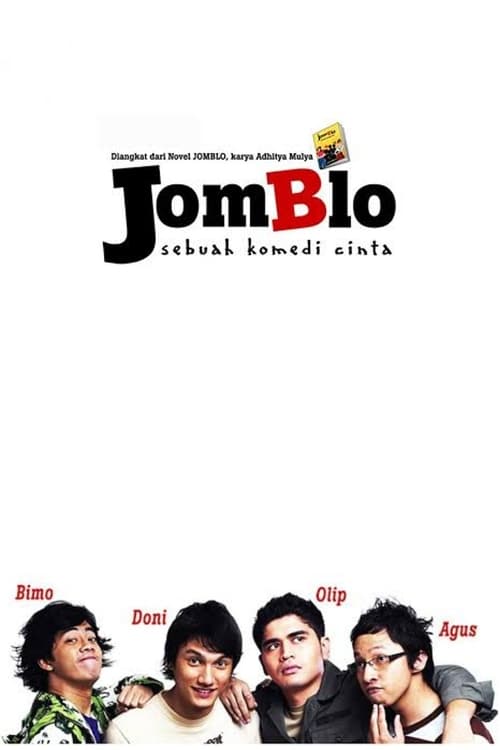 Diangkat dari Novel JOMBLO, karya Adhitya Mulya
JomBlo
sebuah komedi cinta
Bimo
Doni
Olip
Agus